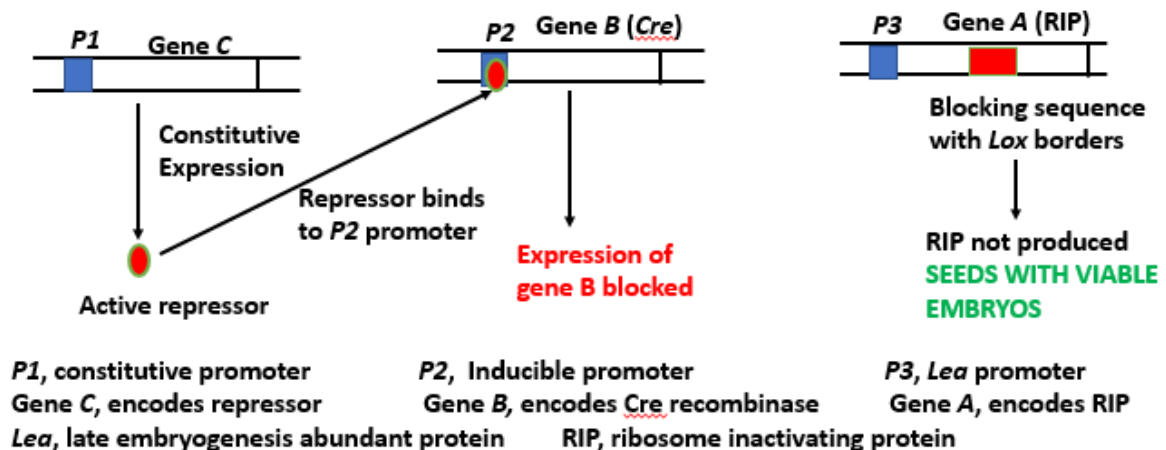 P1 Gene C
P2 Gene B (Cre)
P3 Gene A (RIP)
Constitutive
Expression
Active repressor
Repressor binds
to P2 promoter
Expression of
gene B blocked
Blocking sequence
with Lox borders
RIP not produced
SEEDS WITH VIABLE
EMBRYOS
P1, constitutive promoter P2, Inducible promoter P3, Lea promoter
Gene C, encodes repressor Gene B, encodes Cre recombinase Gene A, encodes RIP
Lea, late embryogenesis abundant protein RIP, ribosome inactivating protein